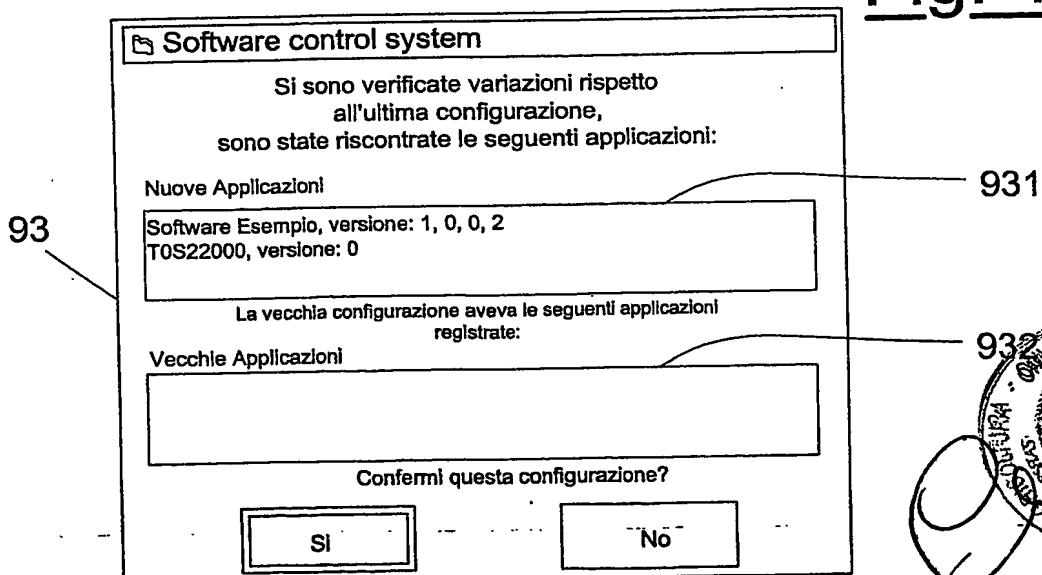 Fig.
Software control system
Si sono verificate variazioni rispetto
all'ultima configurazione,
sono state riscontrate le seguenti applicazioni:
Nuove Applicazioni
931
93
Software Esempio, versione: 1, 0, 0, 2
T0S22000, versione: 0
La vecchia configurazione aveva le seguenti applicazioni
registrate:
932
Vecchie Applicazioni
Confermi questa configurazione?
Si
No